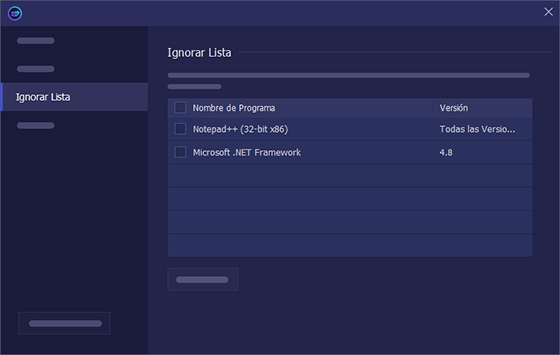 Ignorar Lista
Ignorar Lista
Nombre de Programa Versión
Notepad++ (32-bit x86) Todas las Versio...
Microsoft .NET Framework 4.8